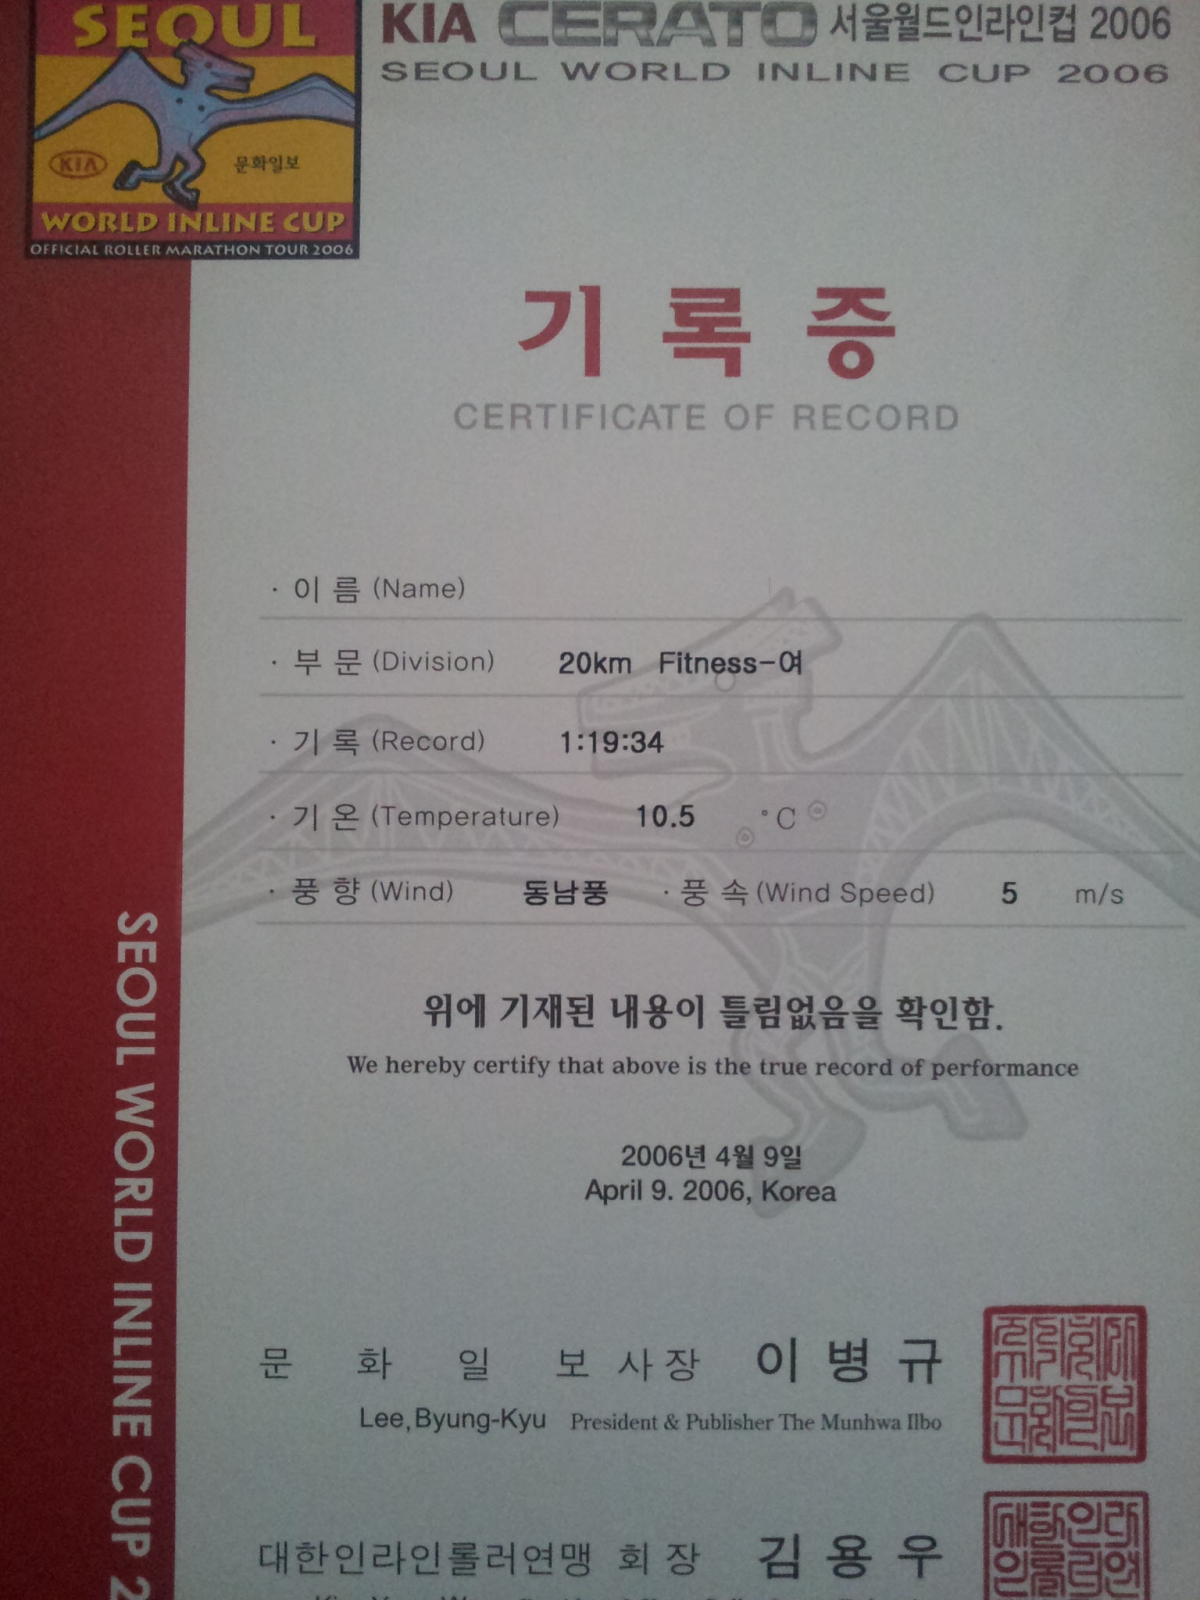 SEOUL
KIA 문화일보
WORLD INLINE CUP
OFFICIAL ROLLER MARATHON TOUR 2006
KIA CERATO 서울월드인라인컵 2006
SEOUL WORLD INLINE CUP 2006
기록증
CERTIFICATE OF RECORD
· 이 름 (Name)
· 부 문 (Division) 20km Fitness-여
· 기 록 (Record) 1:19:34
· 기 온 (Temperature) 10.5 °C
· 풍 향 (Wind) 동남풍 · 풍 속 (Wind Speed) 5 m/s
위에 기재된 내용이 틀림없음을 확인함.
We hereby certify that above is the true record of performance
2006년 4월 9일
April 9. 2006, Korea
문 화 일 보 사 장 이 병 규
Lee, Byung-Kyu President & Publisher The Munhwa Ilbo
대한인라인롤러연맹 회 장 김 용 우
SEOUL WORLD INLINE CUP 2